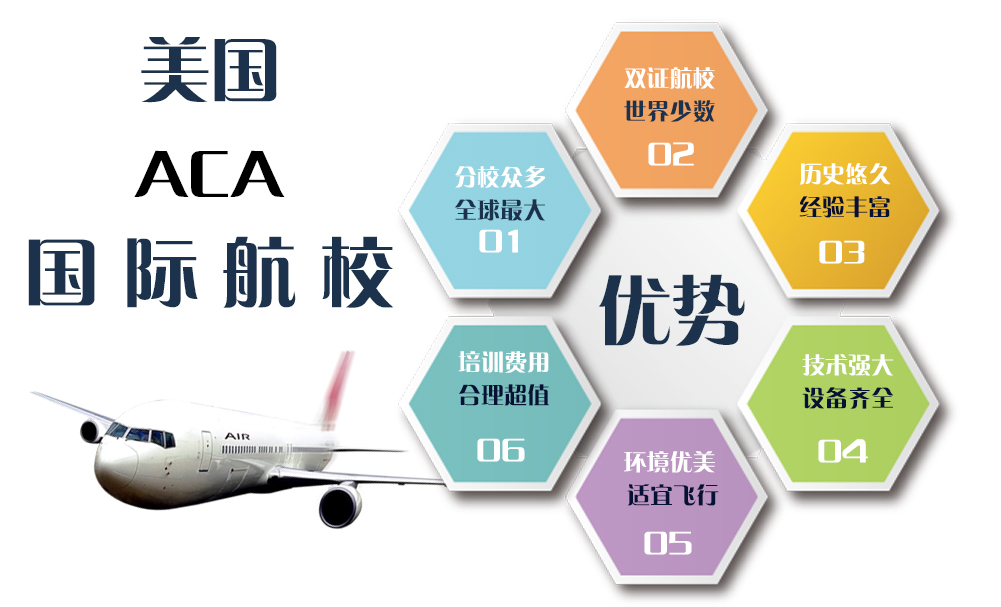 美国
ACA
国际航校
AIR
优势
分校众多
全球最大
01
双证航校
世界少数
02
历史悠久
经验丰富
03
技术强大
设备齐全
04
环境优美
适宜飞行
05
培训费用
合理超值
06